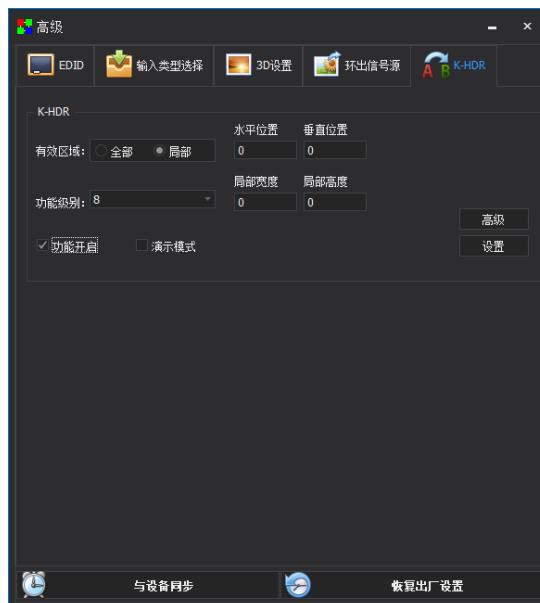 高级
EDID 输入类型选择 3D设置 环出信号源 K-HDR
K-HDR
水平位置 垂直位置
有效区域: 全部 局部 0 0
局部宽度 局部高度
功能级别: 8 0 0
高级
功能开启 演示模式 设置
与设备同步 恢复出厂设置